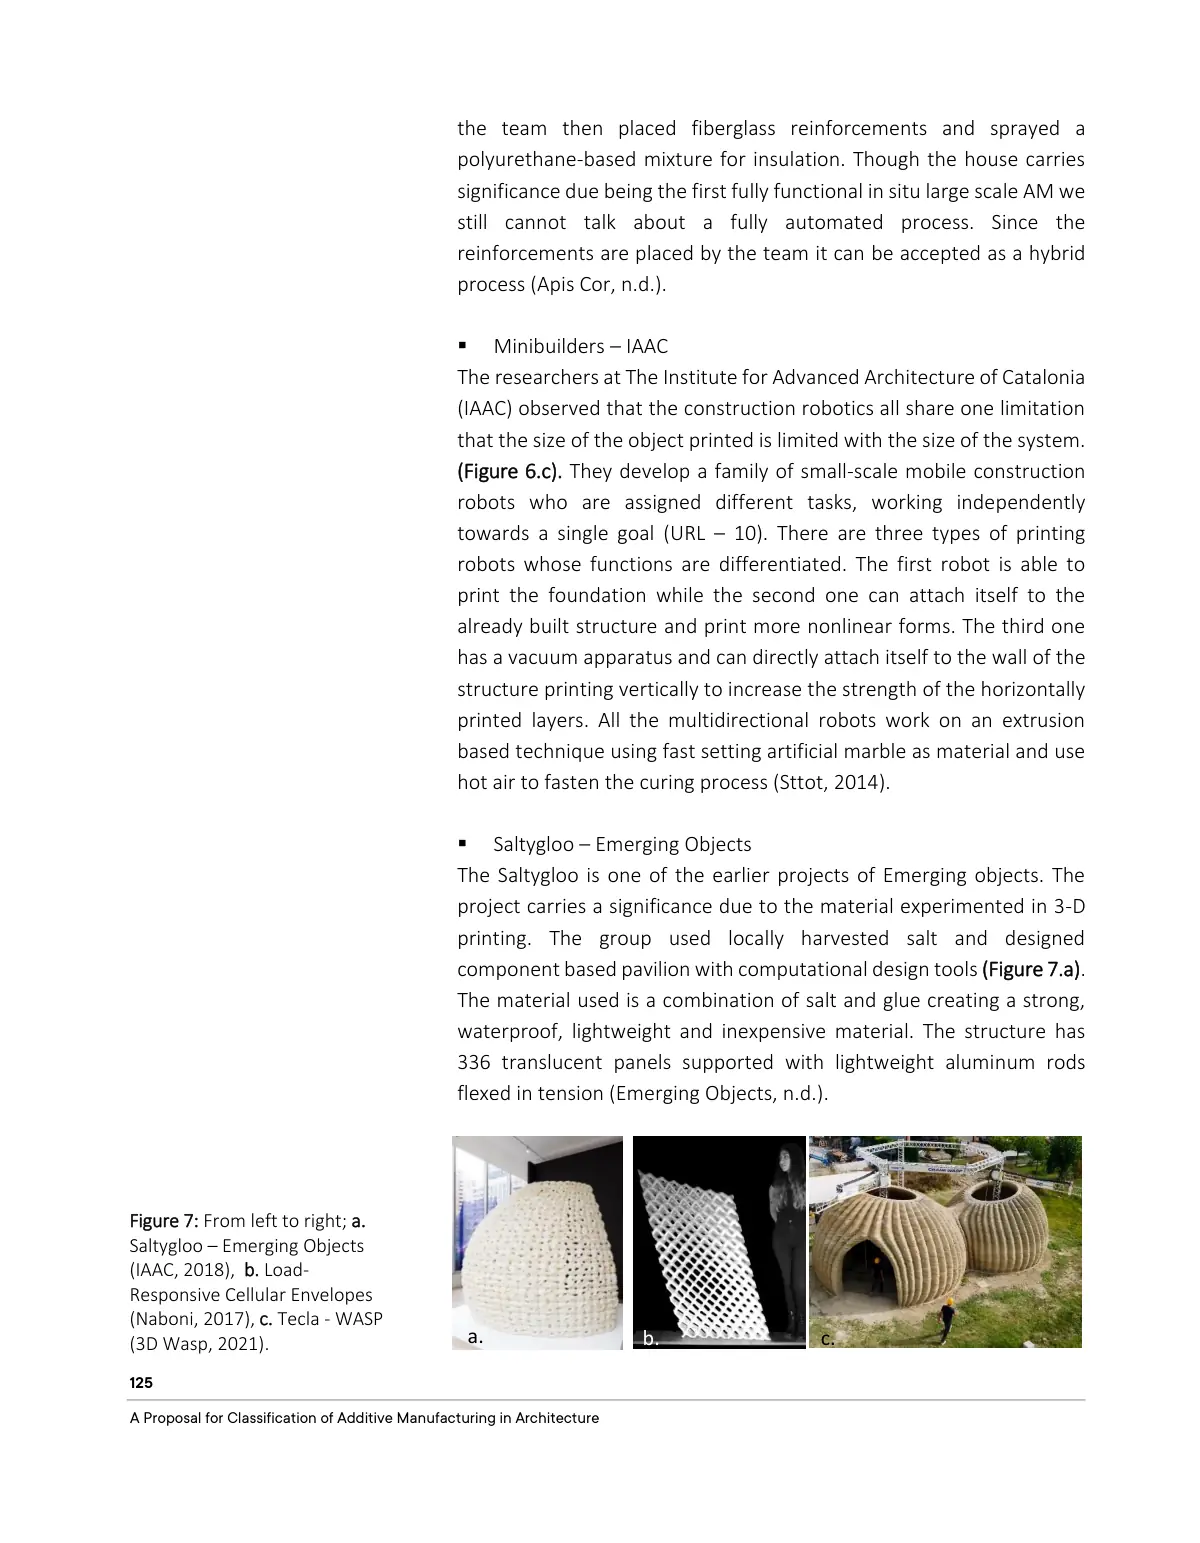 the team then placed fiberglass reinforcements and sprayed a
polyurethane-based mixture for insulation. Though the house carries
significance due being the first fully functional in situ large scale AM we
still cannot talk about a fully automated process. Since the
reinforcements are placed by the team it can be accepted as a hybrid
process (Apis Cor, n.d.).
▪ Minibuilders – IAAC
The researchers at The Institute for Advanced Architecture of Catalonia
(IAAC) observed that the construction robotics all share one limitation
that the size of the object printed is limited with the size of the system.
(Figure 6.c). They develop a family of small-scale mobile construction
robots who are assigned different tasks, working independently
towards a single goal (URL – 10). There are three types of printing
robots whose functions are differentiated. The first robot is able to
print the foundation while the second one can attach itself to the
already built structure and print more nonlinear forms. The third one
has a vacuum apparatus and can directly attach itself to the wall of the
structure printing vertically to increase the strength of the horizontally
printed layers. All the multidirectional robots work on an extrusion
based technique using fast setting artificial marble as material and use
hot air to fasten the curing process (Sttot, 2014).
▪ Saltygloo – Emerging Objects
The Saltygloo is one of the earlier projects of Emerging objects. The
project carries a significance due to the material experimented in 3-D
printing. The group used locally harvested salt and designed
component based pavilion with computational design tools (Figure 7.a).
The material used is a combination of salt and glue creating a strong,
waterproof, lightweight and inexpensive material. The structure has
336 translucent panels supported with lightweight aluminum rods
flexed in tension (Emerging Objects, n.d.).
a.
b.
c.
Figure 7: From left to right; a.
Saltygloo – Emerging Objects
(IAAC, 2018), b. Load-
Responsive Cellular Envelopes
(Naboni, 2017), c. Tecla - WASP
(3D Wasp, 2021).
125
A Proposal for Classification of Additive Manufacturing in Architecture